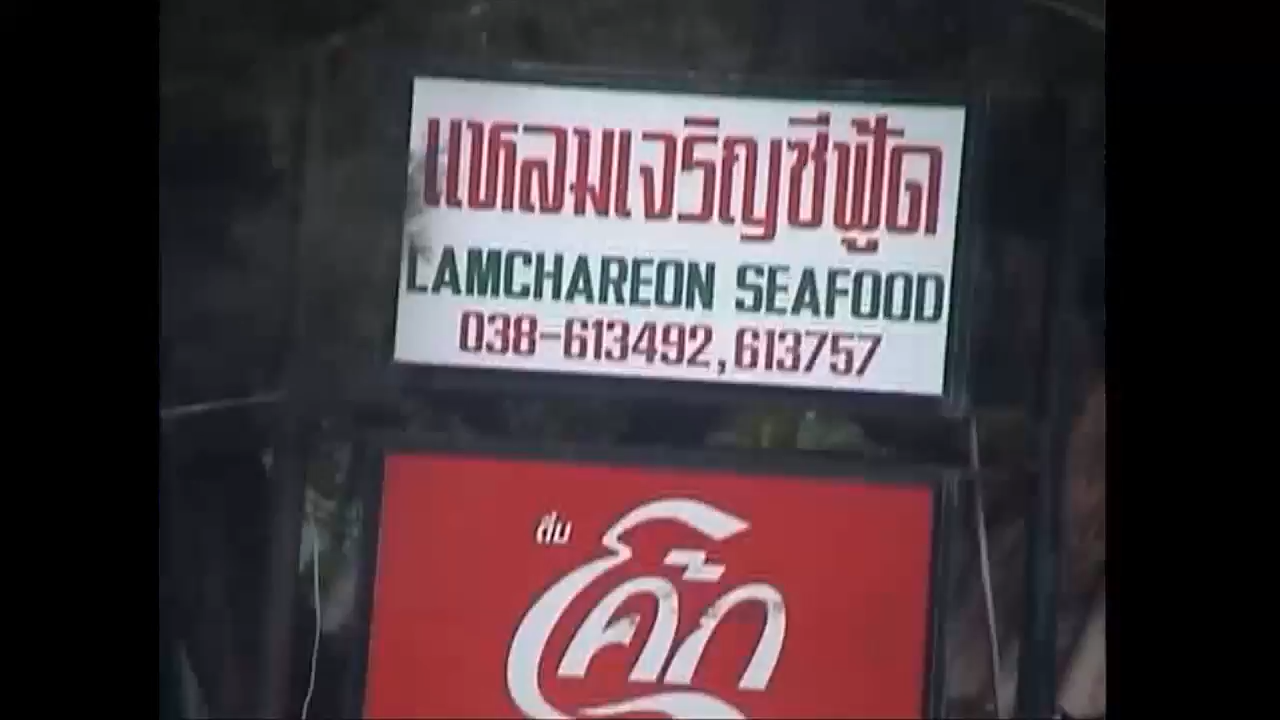 แหลมเจริญซีฟู้ด
LAMCHAREON SEAFOOD
038-613492, 613757
ดื่ม
โค้ก